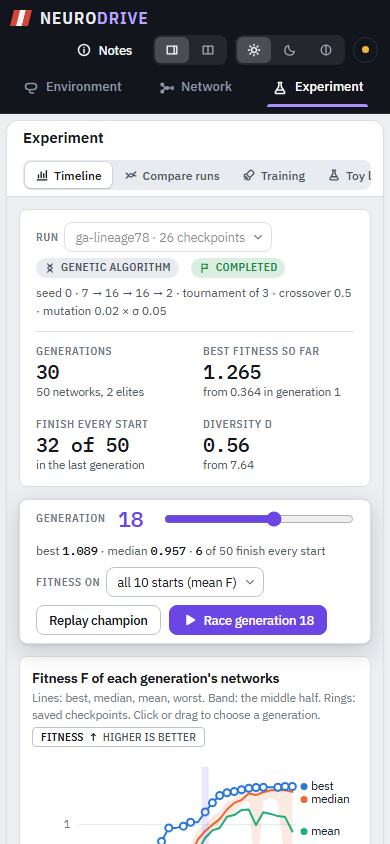 NEURODRIVE
Notes
Environment
Network
Experiment
Experiment
Timeline
Compare runs
Training
Toy l
RUN
ga-lineage78 · 26 checkpoints
GENETIC ALGORITHM
COMPLETED
seed 0 · 7 → 16 → 16 → 2 · tournament of 3 · crossover 0.5
· mutation 0.02 × σ 0.05
GENERATIONS
30
50 networks, 2 elites
BEST FITNESS SO FAR
1.265
from 0.364 in generation 1
FINISH EVERY START
32 of 50
in the last generation
DIVERSITY D
0.56
from 7.64
GENERATION 18
best 1.089 · median 0.957 · 6 of 50 finish every start
FITNESS ON
all 10 starts (mean F)
Replay champion
Race generation 18
Fitness F of each generation's networks
Lines: best, median, mean, worst. Band: the middle half. Rings:
saved checkpoints. Click or drag to choose a generation.
FITNESS ↑ HIGHER IS BETTER
best
median
1
mean